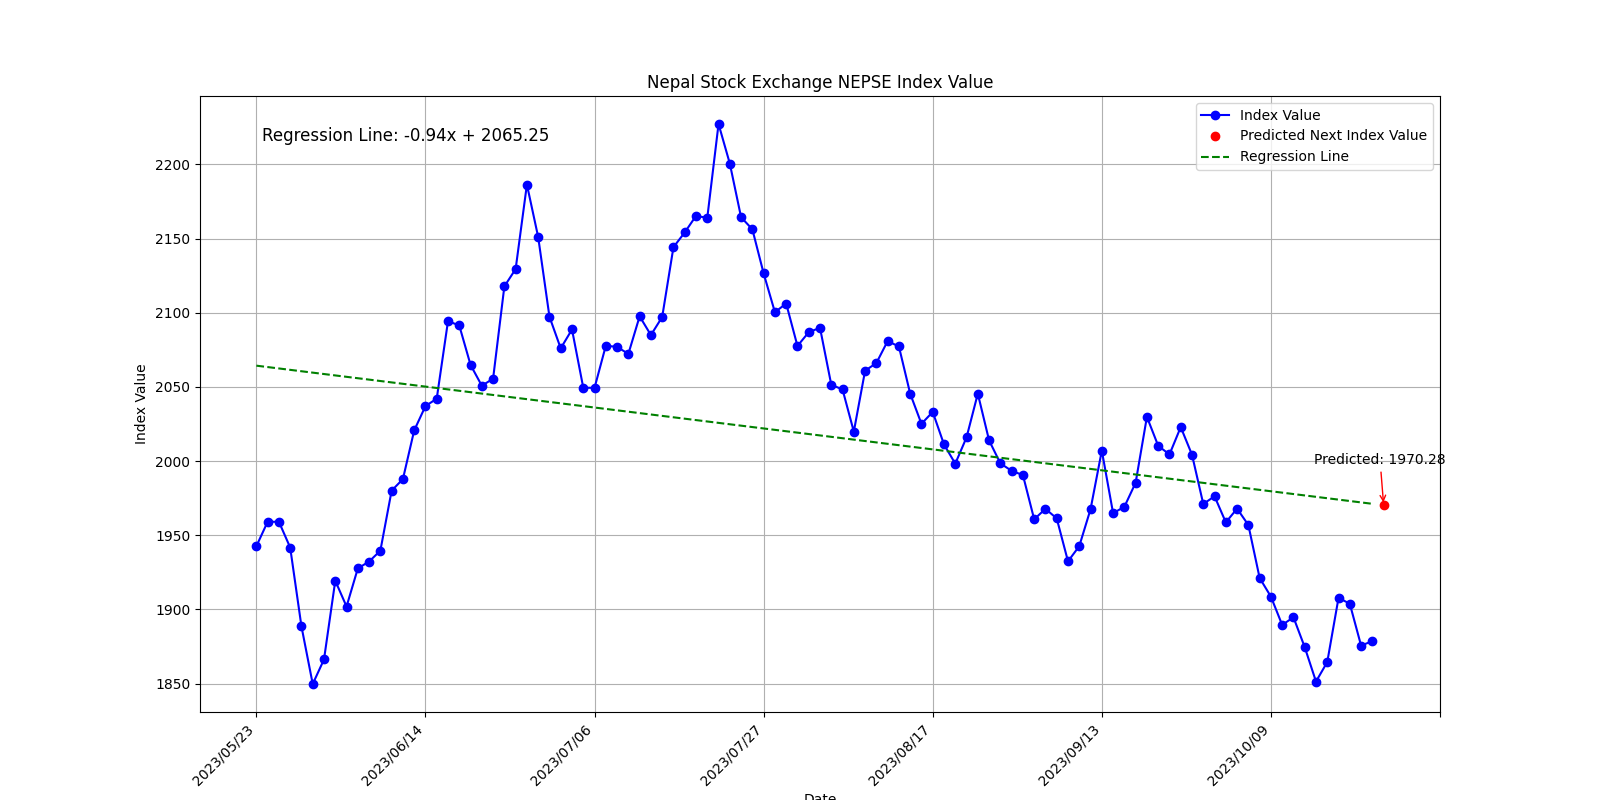 Nepal Stock Exchange NEPSE Index Value
Regression Line: -0.94x + 2065.25
Index Value
Predicted Next Index Value
Regression Line
2200
2150
2100
2050
2000
1950
1900
1850
Index Value
Predicted: 1970.28
2023/05/23
2023/06/14
2023/07/06
2023/07/27
2023/08/17
2023/09/13
2023/10/09
Date